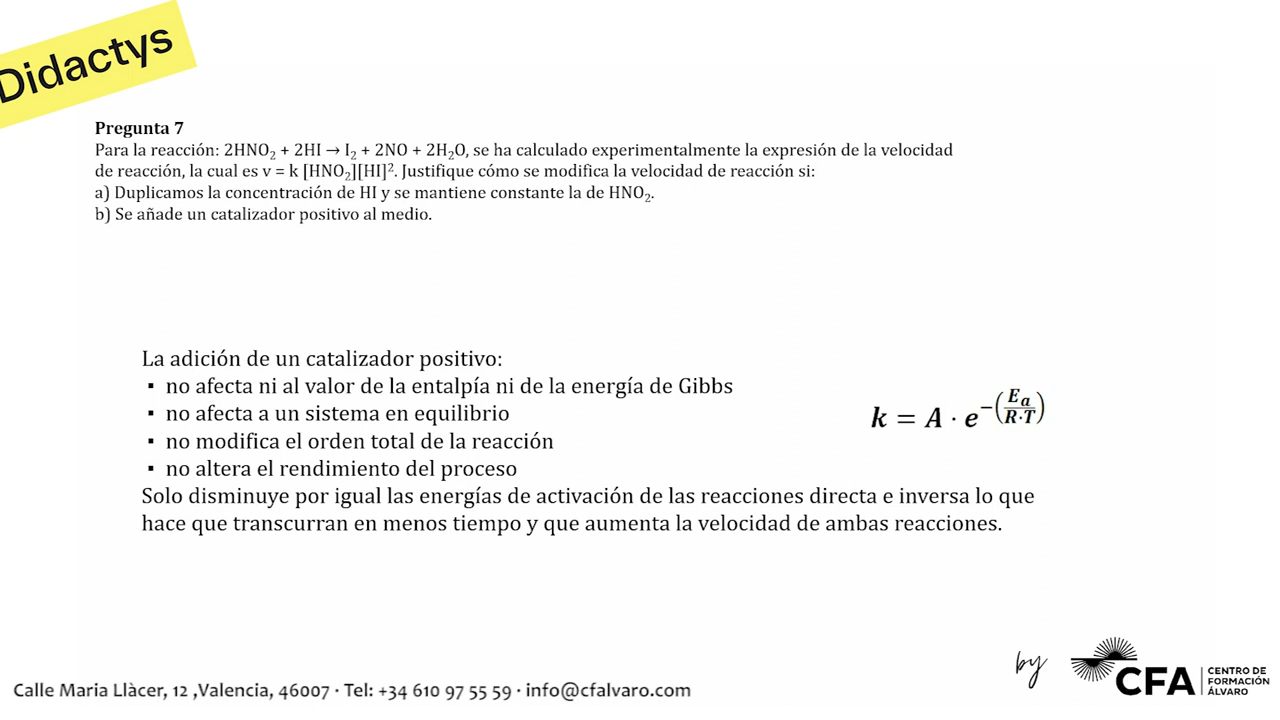 Didactys
Pregunta 7
Para la reacción: 2HNO₂ + 2HI → I₂ + 2NO + 2H₂O, se ha calculado experimentalmente la expresión de la velocidad
de reacción, la cual es v = k [HNO₂][HI]². Justifique cómo se modifica la velocidad de reacción si:
a) Duplicamos la concentración de HI y se mantiene constante la de HNO₂.
b) Se añade un catalizador positivo al medio.
La adición de un catalizador positivo:
▪ no afecta ni al valor de la entalpía ni de la energía de Gibbs
▪ no afecta a un sistema en equilibrio
▪ no modifica el orden total de la reacción
▪ no altera el rendimiento del proceso
k = A · e^−(Eₐ/R·T)
Solo disminuye por igual las energías de activación de las reacciones directa e inversa lo que
hace que transcurran en menos tiempo y que aumenta la velocidad de ambas reacciones.
by
CFA
CENTRO DE
FORMACIÓN
ÁLVARO
Calle Maria Llàcer, 12 ,Valencia, 46007 · Tel: +34 610 97 55 59 · info@cfalvaro.com